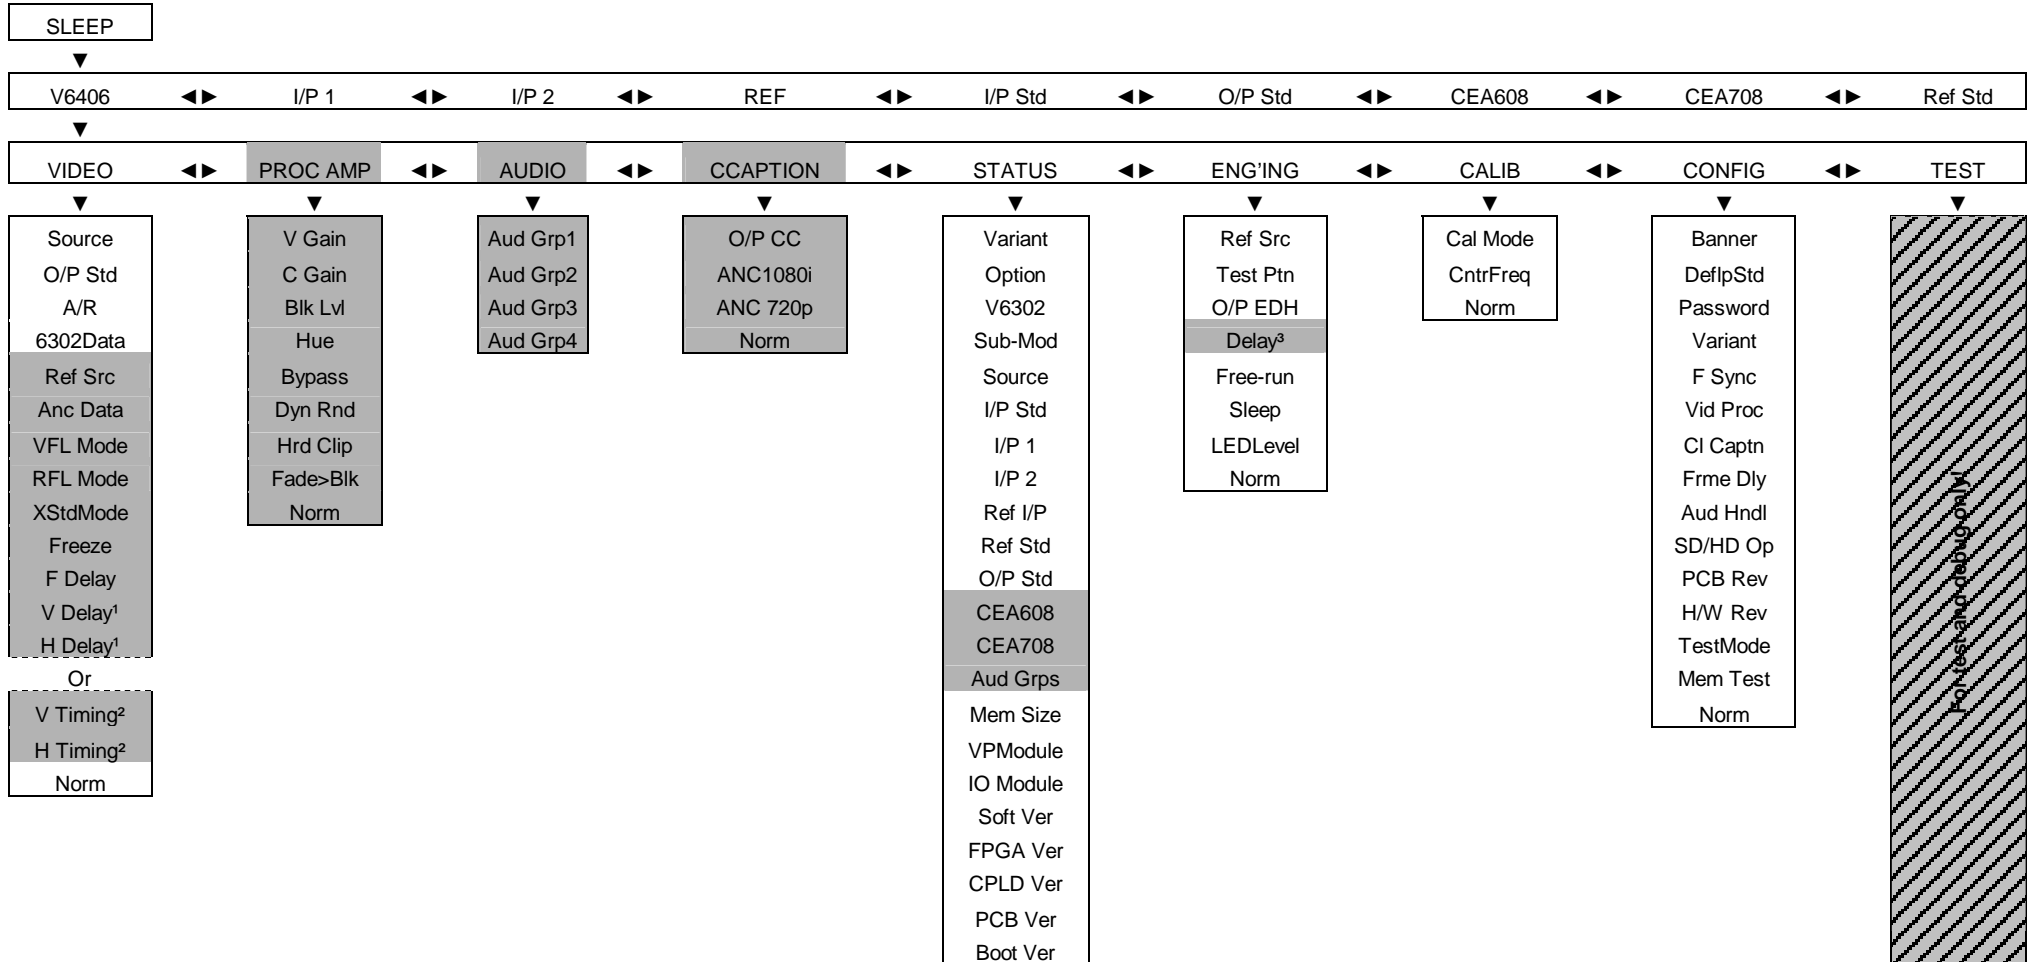 SLEEP
▼
V6406 ◄► I/P 1 ◄► I/P 2 ◄► REF ◄► I/P Std ◄► O/P Std ◄► CEA608 ◄► CEA708 ◄► Ref Std
▼
VIDEO ◄► PROC AMP ◄► AUDIO ◄► CCAPTION ◄► STATUS ◄► ENG'ING ◄► CALIB ◄► CONFIG ◄► TEST
▼ ▼ ▼ ▼ ▼ ▼ ▼ ▼ ▼
Source
O/P Std
A/R
6302Data
Ref Src
Anc Data
VFL Mode
RFL Mode
XStdMode
Freeze
F Delay
V Delay¹
H Delay¹
Or
V Timing²
H Timing²
Norm
V Gain
C Gain
Blk Lvl
Hue
Bypass
Dyn Rnd
Hrd Clip
Fade>Blk
Norm
Aud Grp1
Aud Grp2
Aud Grp3
Aud Grp4
O/P CC
ANC1080i
ANC 720p
Norm
Variant
Option
V6302
Sub-Mod
Source
I/P Std
I/P 1
I/P 2
Ref I/P
Ref Std
O/P Std
CEA608
CEA708
Aud Grps
Mem Size
VPModule
IO Module
Soft Ver
FPGA Ver
CPLD Ver
PCB Ver
Boot Ver
Ref Src
Test Ptn
O/P EDH
Delay³
Free-run
Sleep
LEDLevel
Norm
Cal Mode
CntrFreq
Norm
Banner
DefIpStd
Password
Variant
F Sync
Vid Proc
Cl Captn
Frme Dly
Aud Hndl
SD/HD Op
PCB Rev
H/W Rev
TestMode
Mem Test
Norm
For test and debug only!